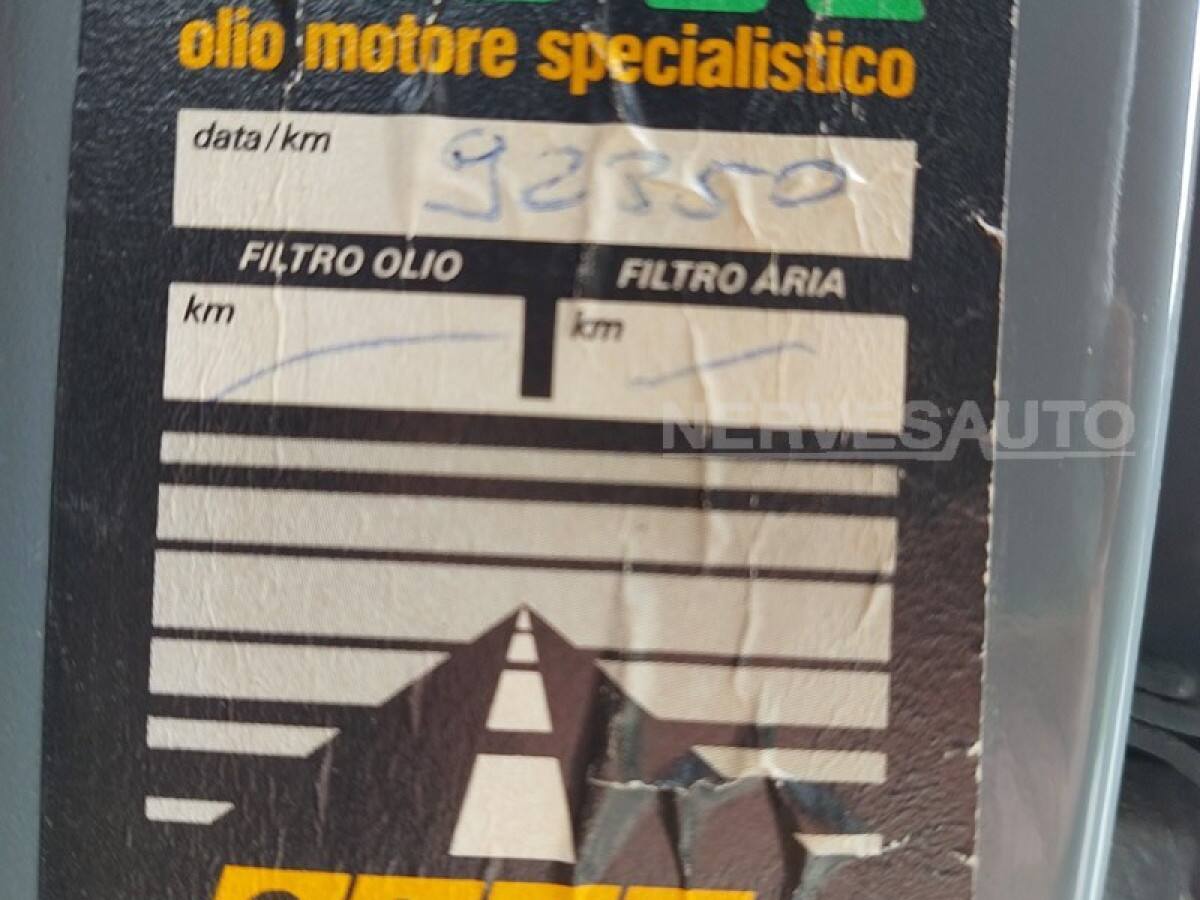 olio motore specialistico
data/km 92350
FILTRO OLIO FILTRO ARIA
km km
NERVESAUTO